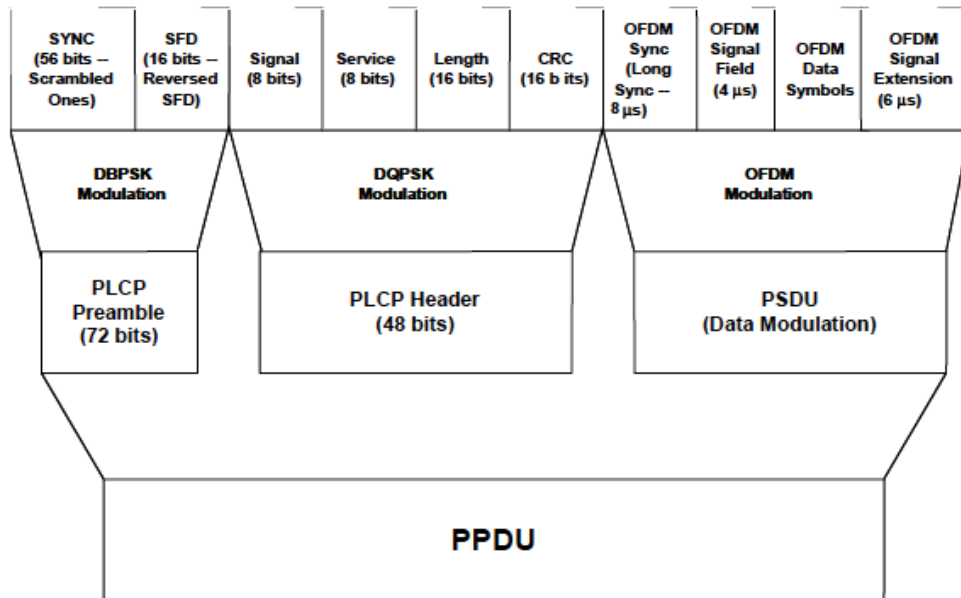 SYNC
(56 bits --
Scrambled
Ones)
SFD
(16 bits --
Reversed
SFD)
Signal
(8 bits)
Service
(8 bits)
Length
(16 bits)
CRC
(16 b its)
OFDM
Sync
(Long
Sync --
8 µs)
OFDM
Signal
Field
(4 µs)
OFDM
Data
Symbols
OFDM
Signal
Extension
(6 µs)
DBPSK
Modulation
DQPSK
Modulation
OFDM
Modulation
PLCP
Preamble
(72 bits)
PLCP Header
(48 bits)
PSDU
(Data Modulation)
PPDU